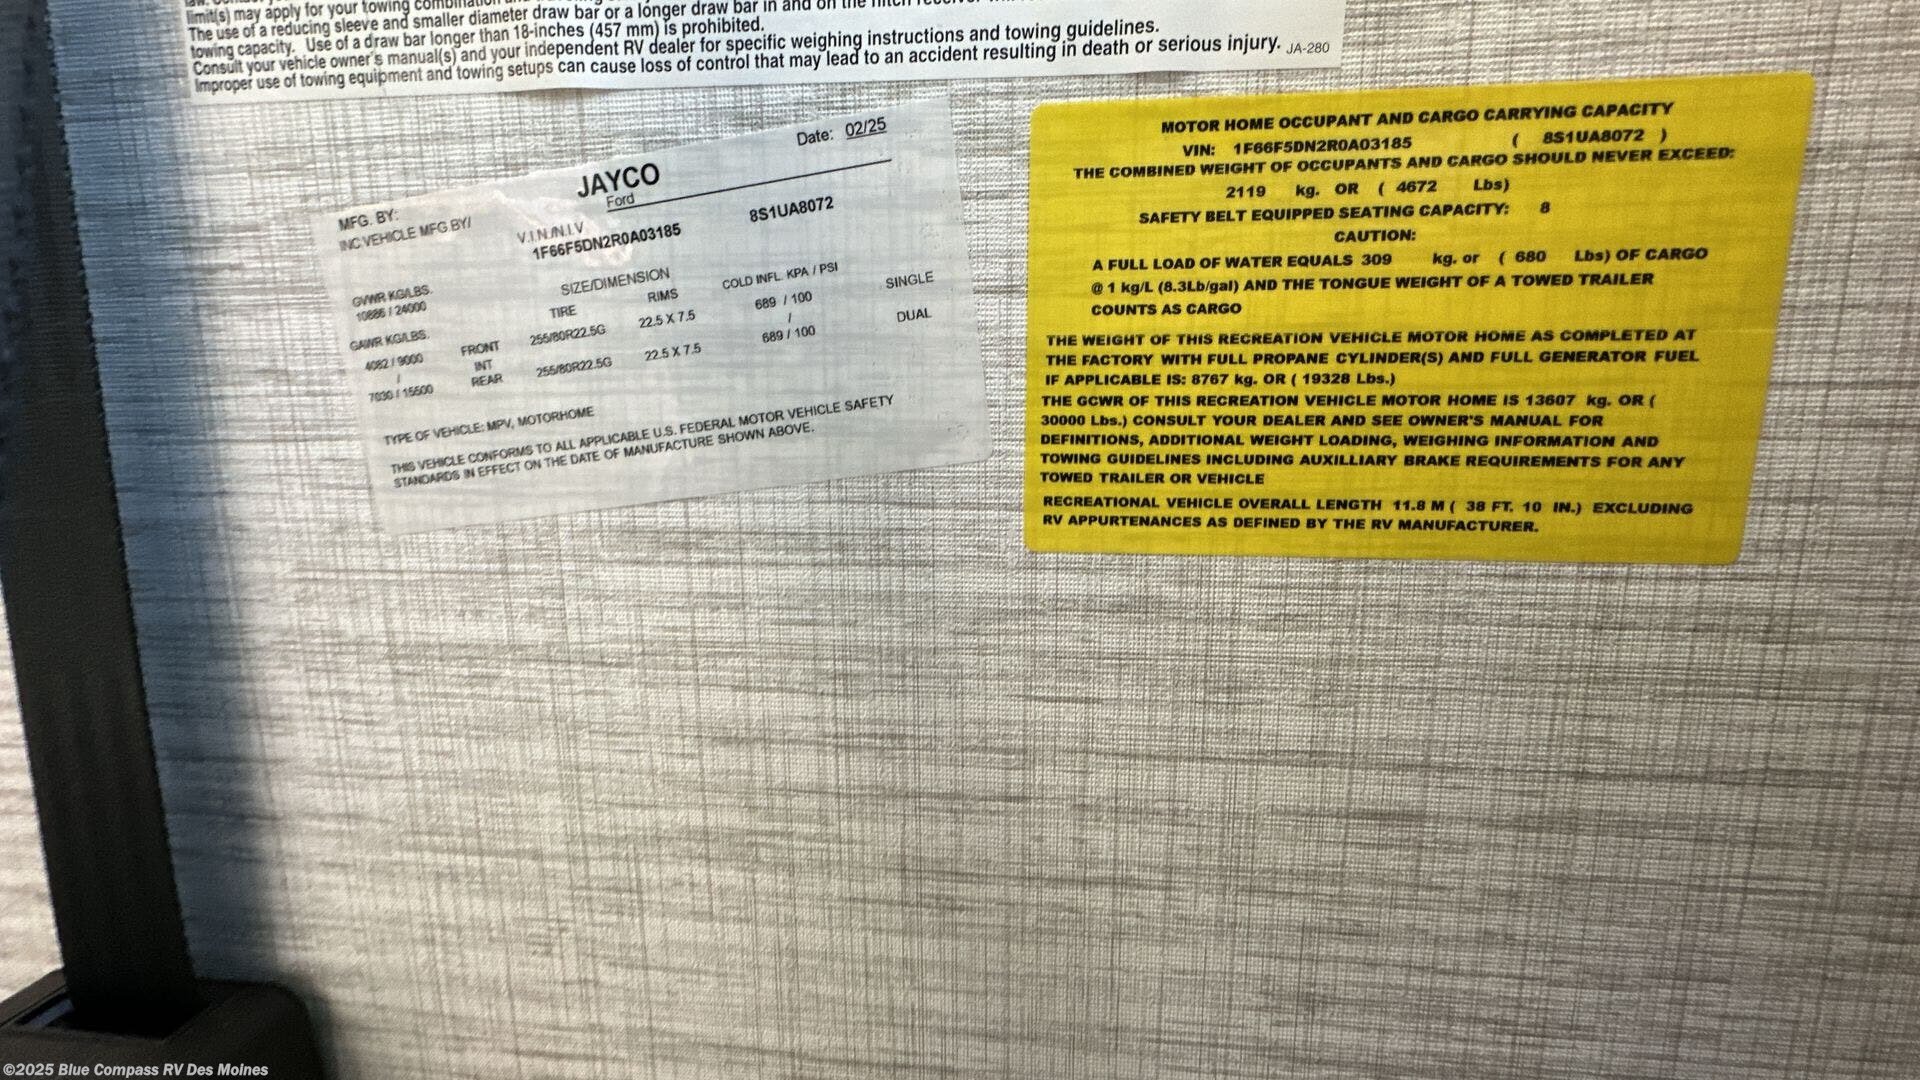 limit(s) may apply for your towing combination
The use of a reducing sleeve and smaller diameter draw bar or a longer draw bar in and on the hitch receiver
towing capacity. Use of a draw bar longer than 18-inches (457 mm) is prohibited.
Consult your vehicle owner's manual(s) and your independent RV dealer for specific weighing instructions and towing guidelines.
Improper use of towing equipment and towing setups can cause loss of control that may lead to an accident resulting in death or serious injury. JA-280
Date: 02/25
MFG. BY: JAYCO
INC VEHICLE MFG.BY/ Ford
V.I.N./N.I.V
1F66F5DN2R0A03185 8S1UA8072
GVWR KG/LBS. SIZE/DIMENSION COLD INFL. KPA / PSI
10886 / 24000 TIRE RIMS
GAWR KG/LBS.
4082 / 9000 FRONT 255/80R22.5G 22.5 X 7.5 689 / 100 SINGLE
/ INT /
7030 / 15500 REAR 255/80R22.5G 22.5 X 7.5 689 / 100 DUAL
TYPE OF VEHICLE: MPV, MOTORHOME
THIS VEHICLE CONFORMS TO ALL APPLICABLE U.S. FEDERAL MOTOR VEHICLE SAFETY
STANDARDS IN EFFECT ON THE DATE OF MANUFACTURE SHOWN ABOVE.
MOTOR HOME OCCUPANT AND CARGO CARRYING CAPACITY
VIN: 1F66F5DN2R0A03185 ( 8S1UA8072 )
THE COMBINED WEIGHT OF OCCUPANTS AND CARGO SHOULD NEVER EXCEED:
2119 kg. OR ( 4672 Lbs)
SAFETY BELT EQUIPPED SEATING CAPACITY: 8
CAUTION:
A FULL LOAD OF WATER EQUALS 309 kg. or ( 680 Lbs) OF CARGO
@ 1 kg/L (8.3Lb/gal) AND THE TONGUE WEIGHT OF A TOWED TRAILER
COUNTS AS CARGO
THE WEIGHT OF THIS RECREATION VEHICLE MOTOR HOME AS COMPLETED AT
THE FACTORY WITH FULL PROPANE CYLINDER(S) AND FULL GENERATOR FUEL
IF APPLICABLE IS: 8767 kg. OR ( 19328 Lbs.)
THE GCWR OF THIS RECREATION VEHICLE MOTOR HOME IS 13607 kg. OR (
30000 Lbs.) CONSULT YOUR DEALER AND SEE OWNER'S MANUAL FOR
DEFINITIONS, ADDITIONAL WEIGHT LOADING, WEIGHING INFORMATION AND
TOWING GUIDELINES INCLUDING AUXILLIARY BRAKE REQUIREMENTS FOR ANY
TOWED TRAILER OR VEHICLE
RECREATIONAL VEHICLE OVERALL LENGTH 11.8 M ( 38 FT. 10 IN.) EXCLUDING
RV APPURTENANCES AS DEFINED BY THE RV MANUFACTURER.
©2025 Blue Compass RV Des Moines